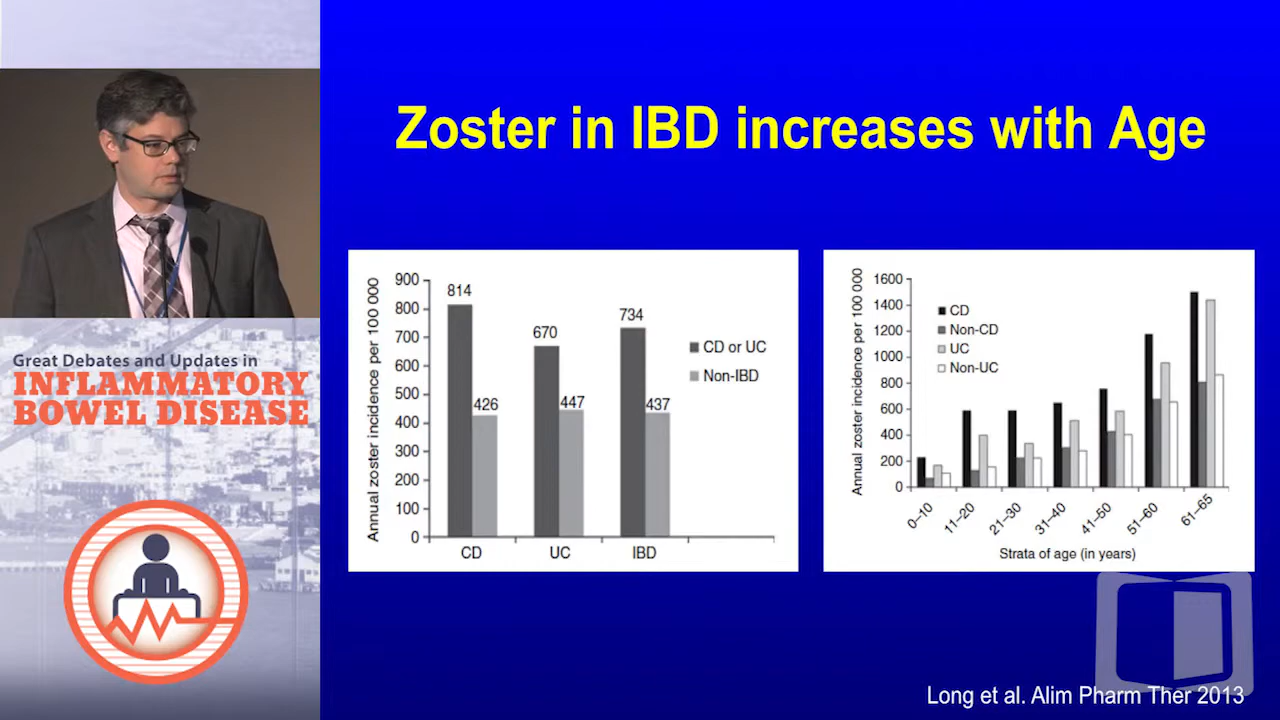 Zoster in IBD increases with Age
Great Debates and Updates in
INFLAMMATORY
BOWEL DISEASE
Annual zoster incidence per 100 000
900
800
700
600
500
400
300
200
100
0
814
426
670
447
734
437
CD or UC
Non-IBD
CD
UC
IBD
Annual zoster incidence per 100 000
1600
1400
1200
1000
800
600
400
200
0
CD
Non-CD
UC
Non-UC
0–10
11–20
21–30
31–40
41–50
51–60
61–65
Strata of age (in years)
Long et al. Alim Pharm Ther 2013